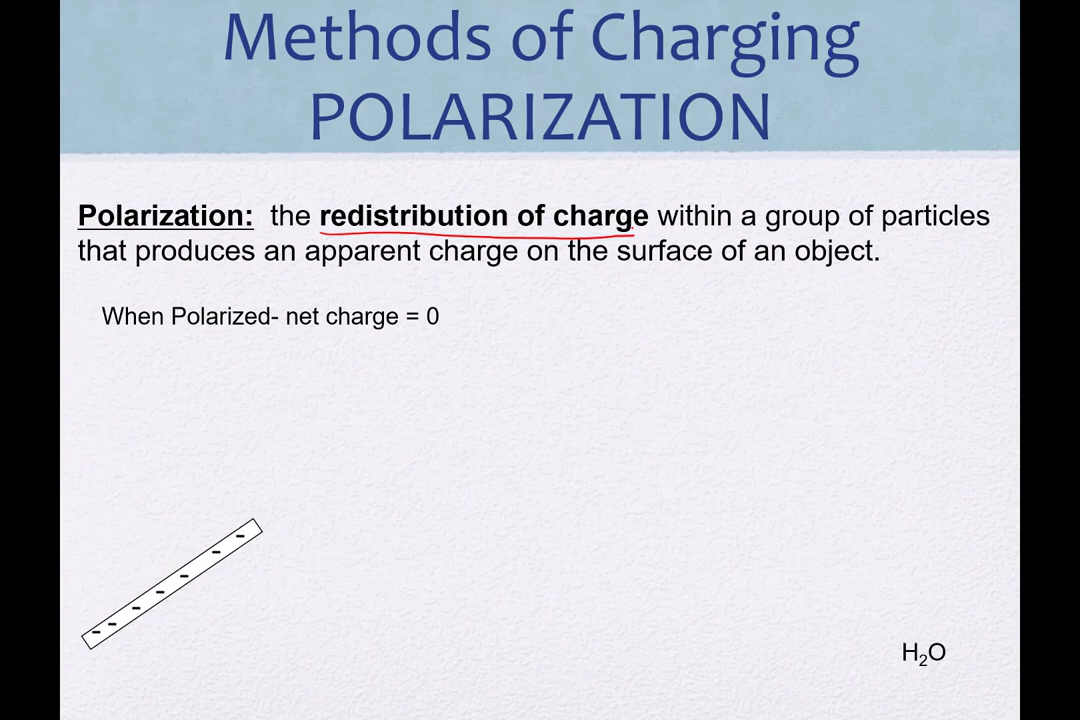 Methods of Charging
POLARIZATION
Polarization: the redistribution of charge within a group of particles
that produces an apparent charge on the surface of an object.
When Polarized- net charge = 0
- - - - - - -
H₂O